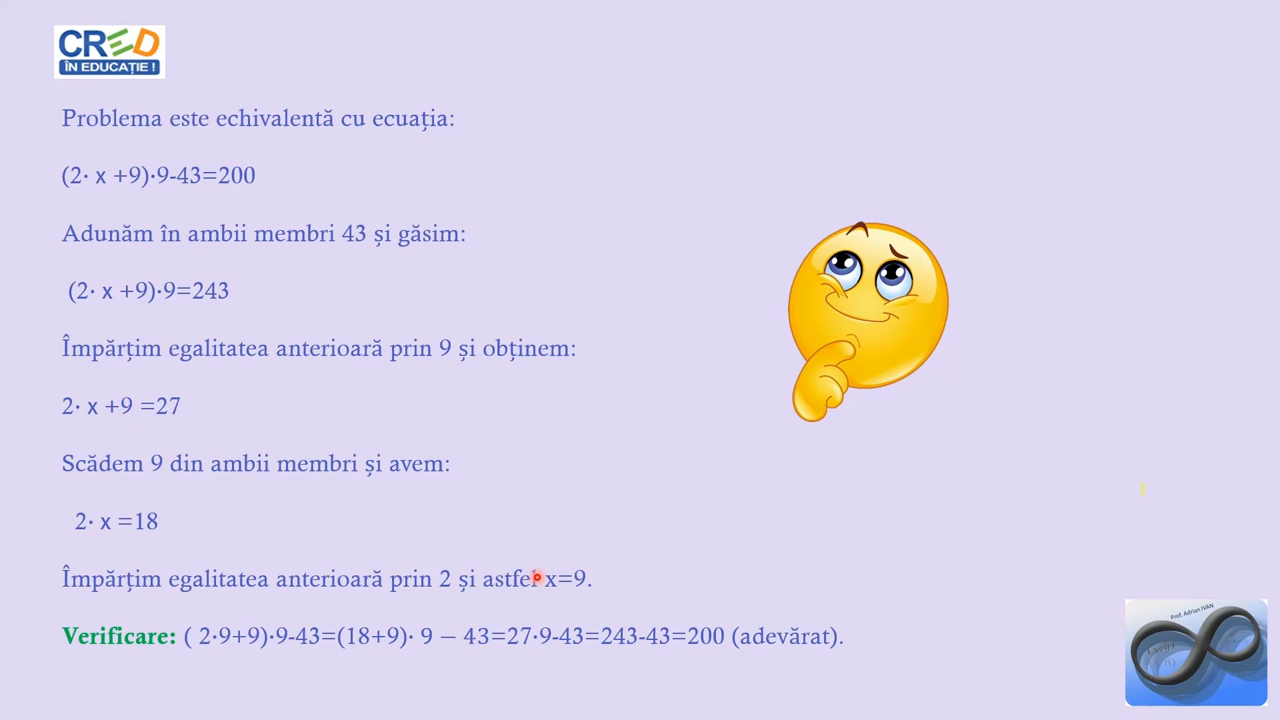 CRED
ÎN EDUCAȚIE !
Problema este echivalentă cu ecuația:
(2· x +9)·9-43=200
Adunăm în ambii membri 43 și găsim:
(2· x +9)·9=243
Împărțim egalitatea anterioară prin 9 și obținem:
2· x +9 =27
Scădem 9 din ambii membri și avem:
2· x =18
Împărțim egalitatea anterioară prin 2 și astfel x=9.
Verificare: ( 2·9+9)·9-43=(18+9)· 9 – 43=27·9-43=243-43=200 (adevărat).
Prof. Adrian IVAN